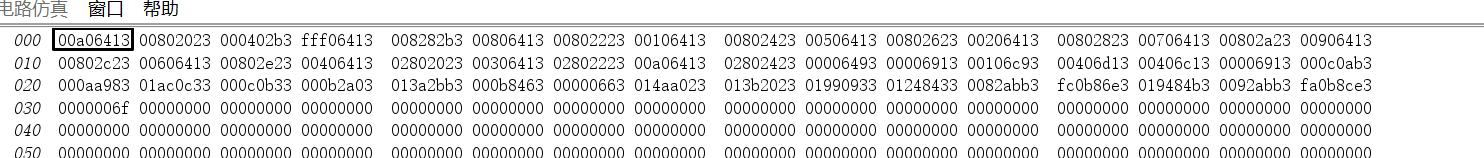 电路仿真 窗口 帮助
000 00a06413 00802023 000402b3 fff06413 008282b3 00806413 00802223 00106413 00802423 00506413 00802623 00206413 00802823 00706413 00802a23 00906413
010 00802c23 00606413 00802e23 00406413 02802023 00306413 02802223 00a06413 02802423 00006493 00006913 00106c93 00406d13 00406c13 00006913 000c0ab3
020 000aa983 01ac0c33 000c0b33 000b2a03 013a2bb3 000b8463 00000663 014aa023 013b2023 01990933 01248433 0082abb3 fc0b86e3 019484b3 0092abb3 fa0b8ce3
030 0000006f 00000000 00000000 00000000 00000000 00000000 00000000 00000000 00000000 00000000 00000000 00000000 00000000 00000000 00000000 00000000
040 00000000 00000000 00000000 00000000 00000000 00000000 00000000 00000000 00000000 00000000 00000000 00000000 00000000 00000000 00000000 00000000
050 00000000 00000000 00000000 00000000 00000000 00000000 00000000 00000000 00000000 00000000 00000000 00000000 00000000 00000000 00000000 00000000